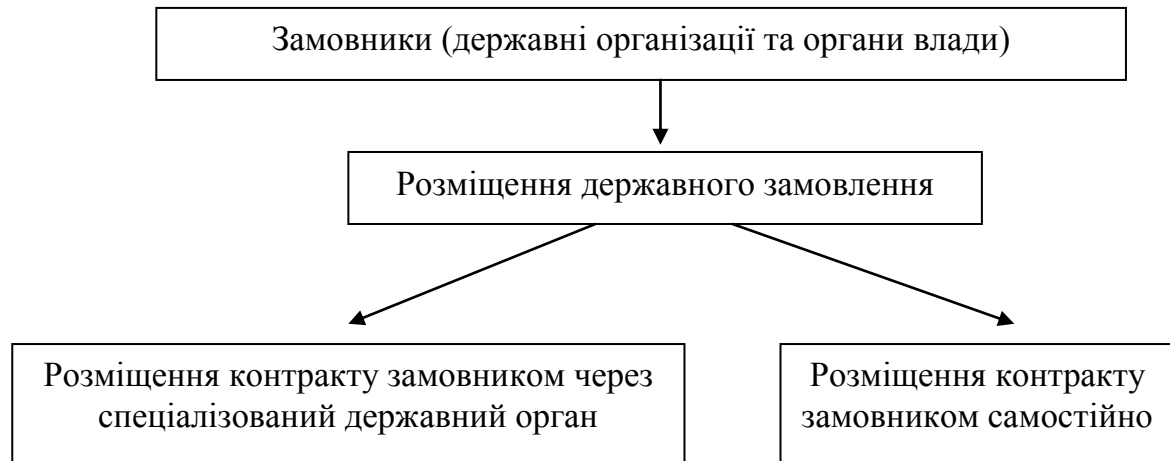 Замовники (державні організації та органи влади)
Розміщення державного замовлення
Розміщення контракту замовником через
спеціалізований державний орган
Розміщення контракту
замовником самостійно